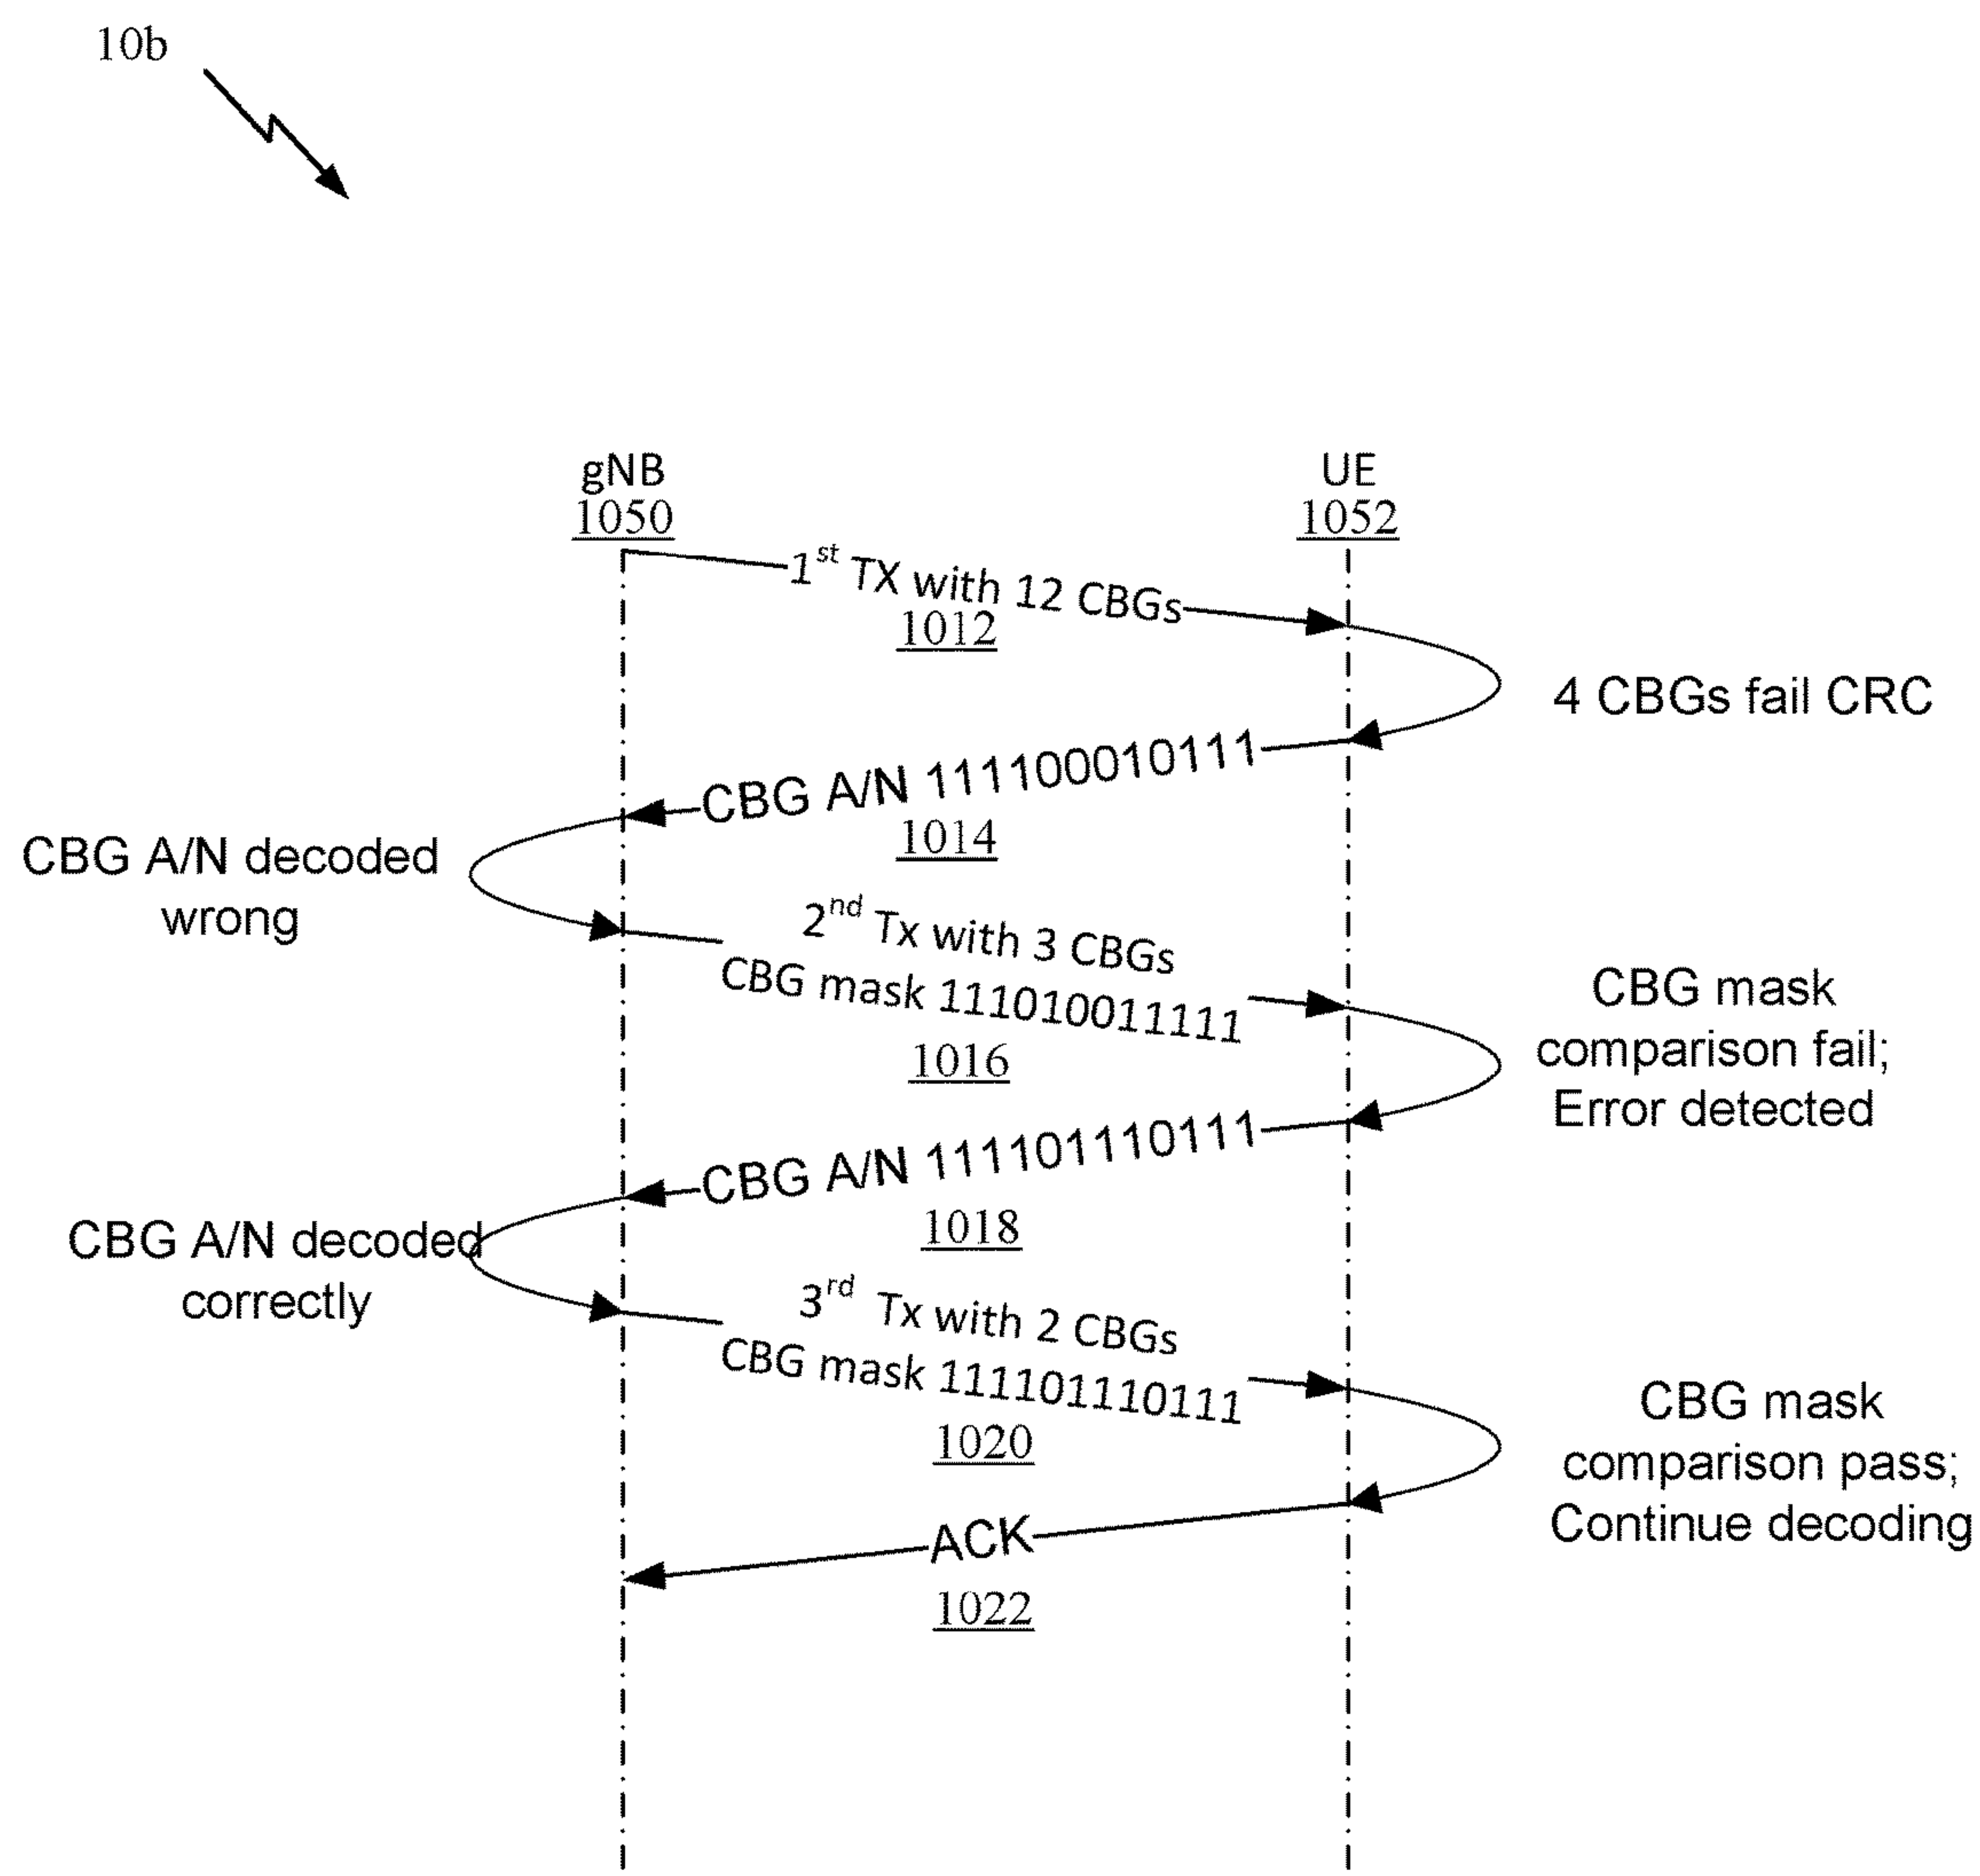 10b
gNB
1050
UE
1052
1st TX with 12 CBGs
1012
4 CBGs fail CRC
CBG A/N 111100010111
1014
CBG A/N decoded
wrong
2nd Tx with 3 CBGs
CBG mask 111010011111
1016
CBG mask
comparison fail;
Error detected
CBG A/N 111101110111
1018
CBG A/N decoded
correctly
3rd Tx with 2 CBGs
CBG mask 111101110111
1020
CBG mask
comparison pass;
Continue decoding
ACK
1022